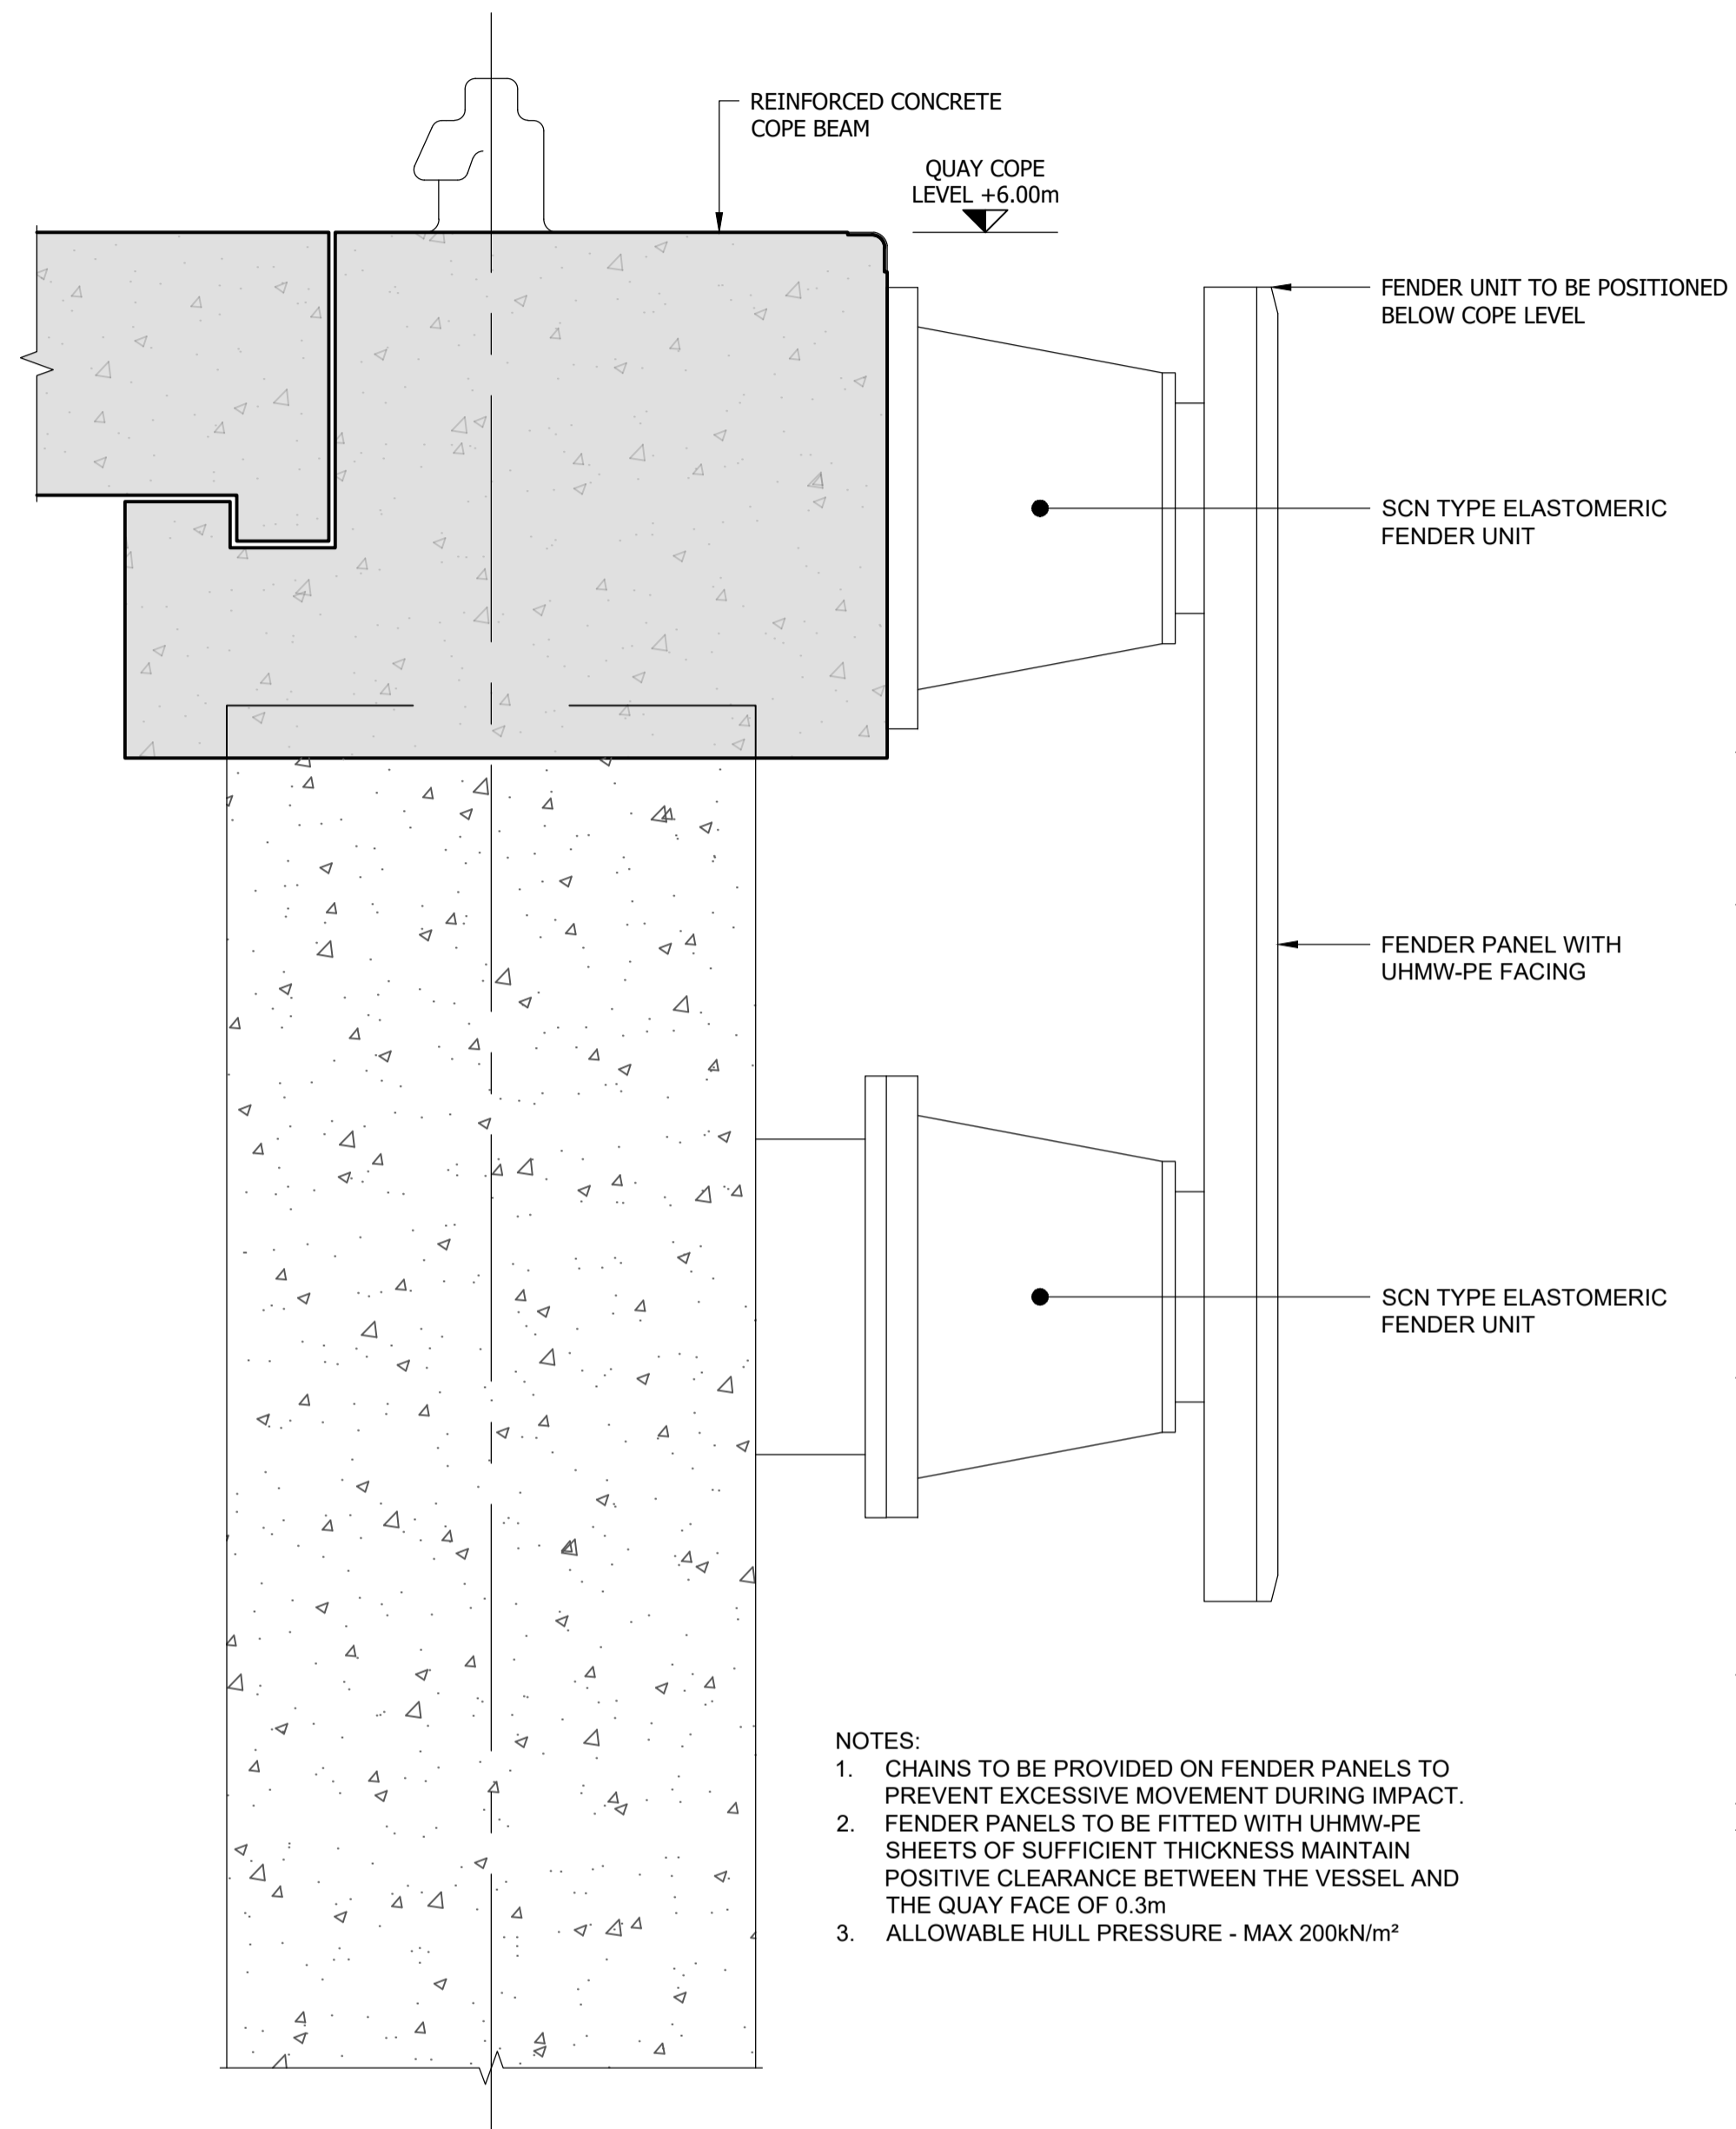 REINFORCED CONCRETE
COPE BEAM
QUAY COPE
LEVEL +6.00m
FENDER UNIT TO BE POSITIONED
BELOW COPE LEVEL
SCN TYPE ELASTOMERIC
FENDER UNIT
FENDER PANEL WITH
UHMW-PE FACING
SCN TYPE ELASTOMERIC
FENDER UNIT
NOTES:
1. CHAINS TO BE PROVIDED ON FENDER PANELS TO
PREVENT EXCESSIVE MOVEMENT DURING IMPACT.
2. FENDER PANELS TO BE FITTED WITH UHMW-PE
SHEETS OF SUFFICIENT THICKNESS MAINTAIN
POSITIVE CLEARANCE BETWEEN THE VESSEL AND
THE QUAY FACE OF 0.3m
3. ALLOWABLE HULL PRESSURE - MAX 200kN/m²